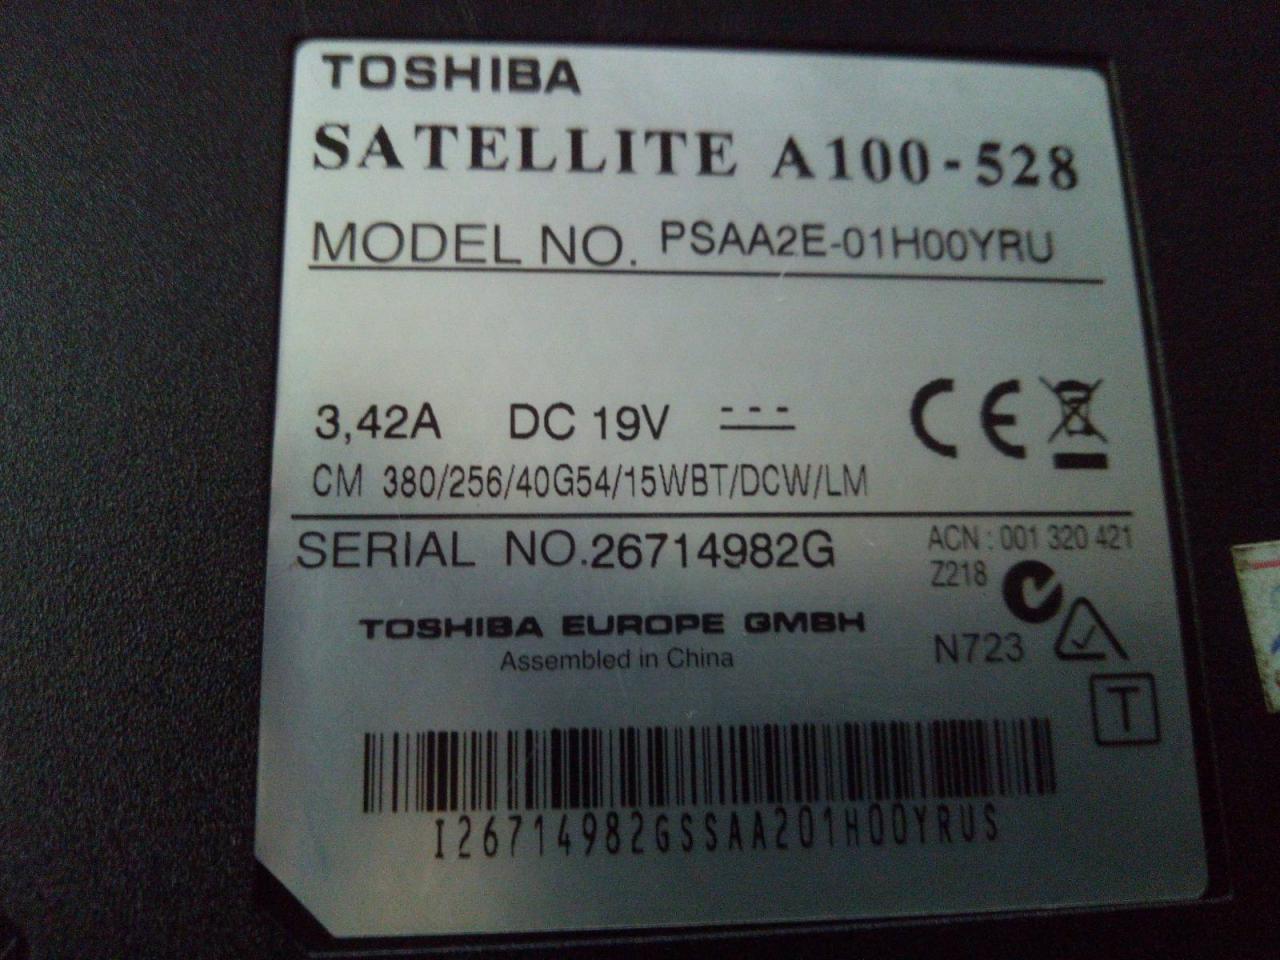 TOSHIBA
SATELLITE A100-528
MODEL NO. PSAA2E-01H00YRU
3,42A DC 19V
CE
CM 380/256/40G54/15WBT/DCW/LM
SERIAL NO.26714982G
ACN : 001 320 421
Z218
N723
TOSHIBA EUROPE GMBH
Assembled in China
T
I26714982GSSAA201H00YRUS